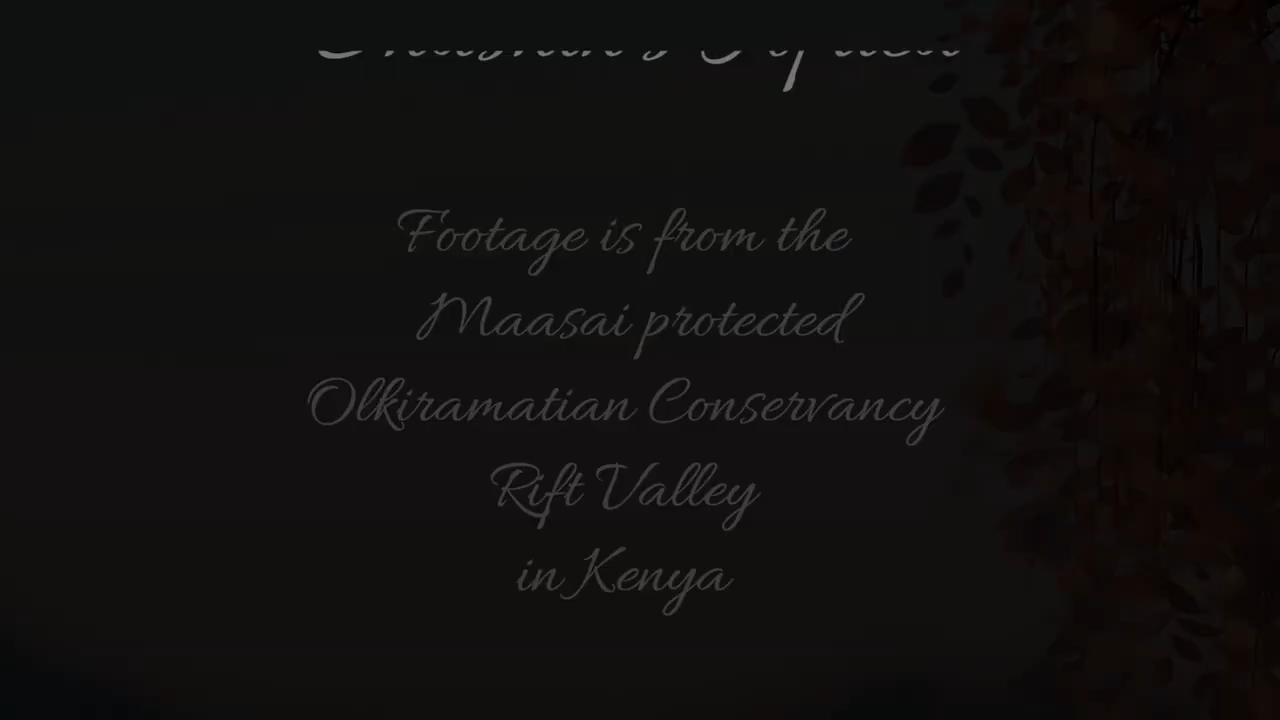 Footage is from the
Maasai protected
Olkiramatian Conservancy
Rift Valley
in Kenya